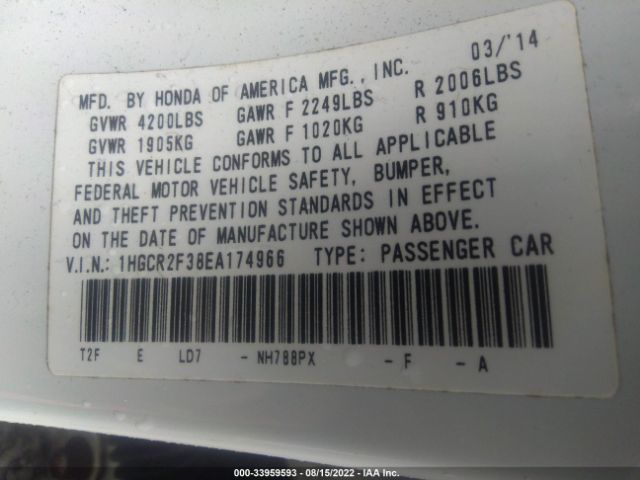 03/'14
MFD. BY HONDA OF AMERICA MFG., INC.
GVWR 4200LBS GAWR F 2249LBS R 2006LBS
GVWR 1905KG GAWR F 1020KG R 910KG
THIS VEHICLE CONFORMS TO ALL APPLICABLE
FEDERAL MOTOR VEHICLE SAFETY, BUMPER,
AND THEFT PREVENTION STANDARDS IN EFFECT
ON THE DATE OF MANUFACTURE SHOWN ABOVE.
V.I.N.: 1HGCR2F38EA174966 TYPE: PASSENGER CAR
T2F E LD7 - NH788PX - F - A
000-33959593 - 08/15/2022 - IAA Inc.